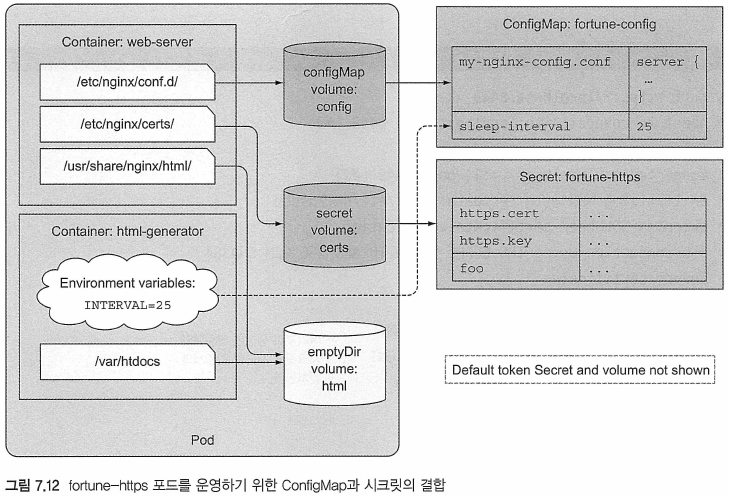 Container: web-server
/etc/nginx/conf.d/
/etc/nginx/certs/
/usr/share/nginx/html/
Container: html-generator
Environment variables:
INTERVAL=25
/var/htdocs
configMap
volume:
config
secret
volume:
certs
emptyDir
volume:
html
Pod
ConfigMap: fortune-config
my-nginx-config.conf
server {
...
}
sleep-interval
25
Secret: fortune-https
https.cert
...
https.key
...
foo
...
Default token Secret and volume not shown
그림 7.12 fortune-https 포드를 운영하기 위한 ConfigMap과 시크릿의 결합